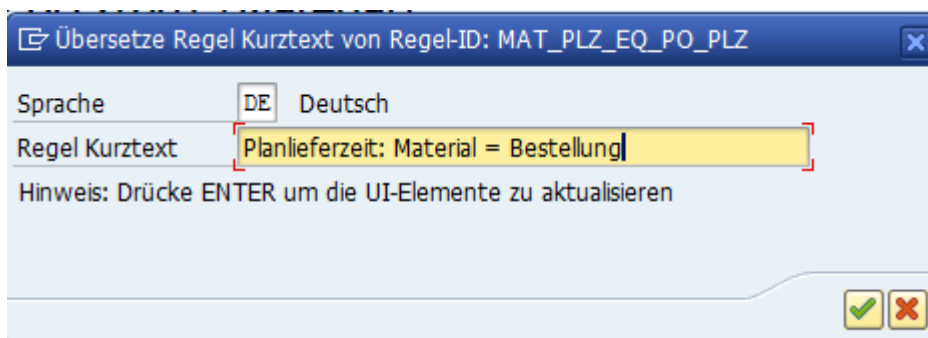 Übersetze Regel Kurztext von Regel-ID: MAT_PLZ_EQ_PO_PLZ
Sprache DE Deutsch
Regel Kurztext Planlieferzeit: Material = Bestellung
Hinweis: Drücke ENTER um die UI-Elemente zu aktualisieren